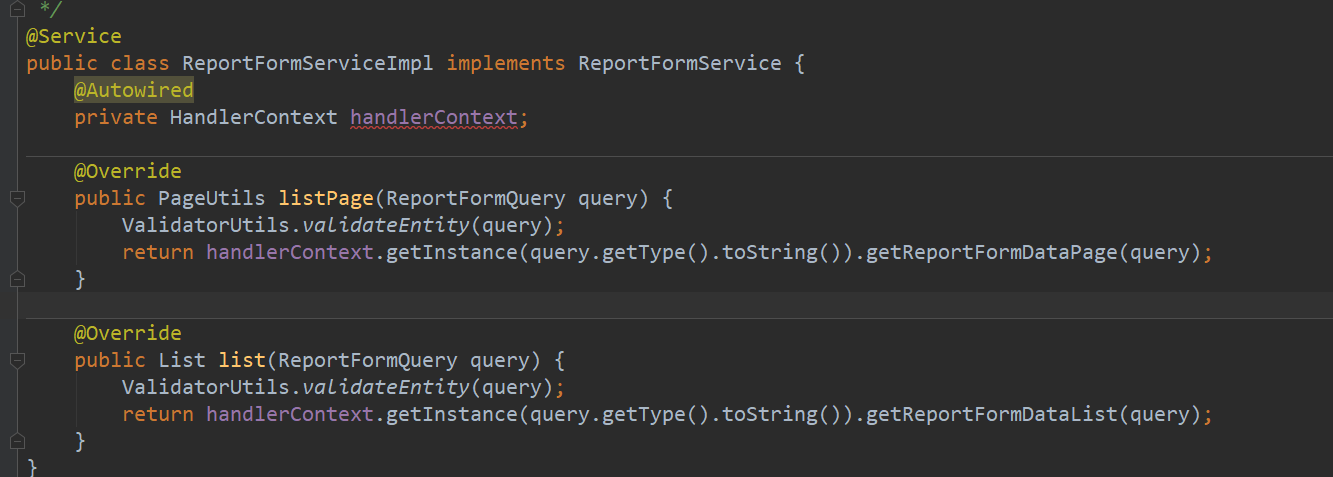 */
@Service
public class ReportFormServiceImpl implements ReportFormService {
@Autowired
private HandlerContext handlerContext;
@Override
public PageUtils listPage(ReportFormQuery query) {
ValidatorUtils.validateEntity(query);
return handlerContext.getInstance(query.getType().toString()).getReportFormDataPage(query);
}
@Override
public List list(ReportFormQuery query) {
ValidatorUtils.validateEntity(query);
return handlerContext.getInstance(query.getType().toString()).getReportFormDataList(query);
}
}